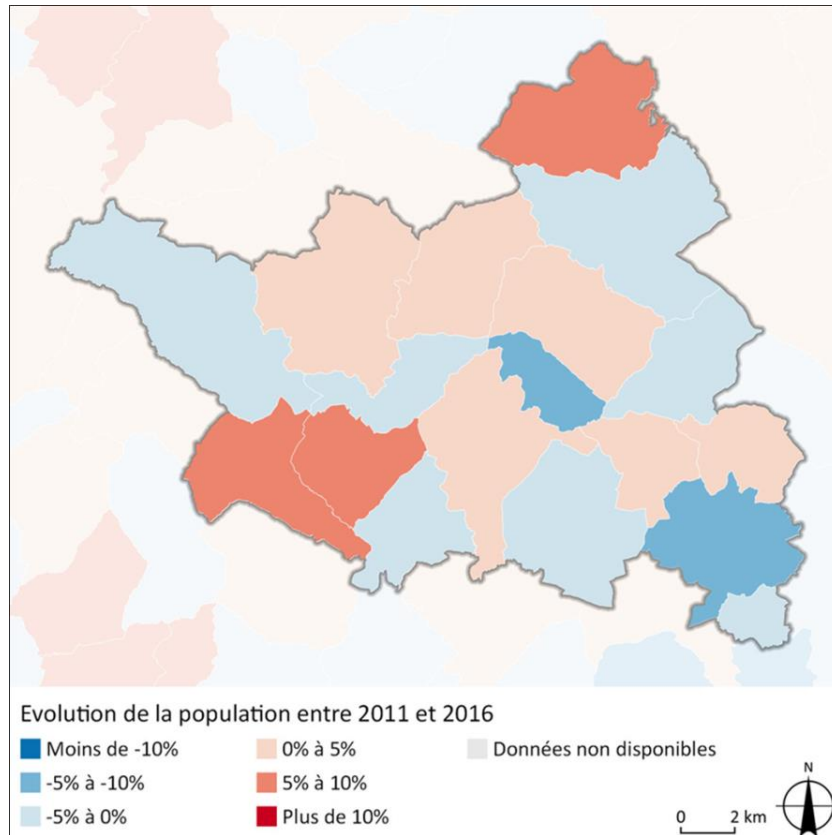 Evolution de la population entre 2011 et 2016
Moins de -10%
-5% à -10%
-5% à 0%
0% à 5%
5% à 10%
Plus de 10%
Données non disponibles
N
0 2 km